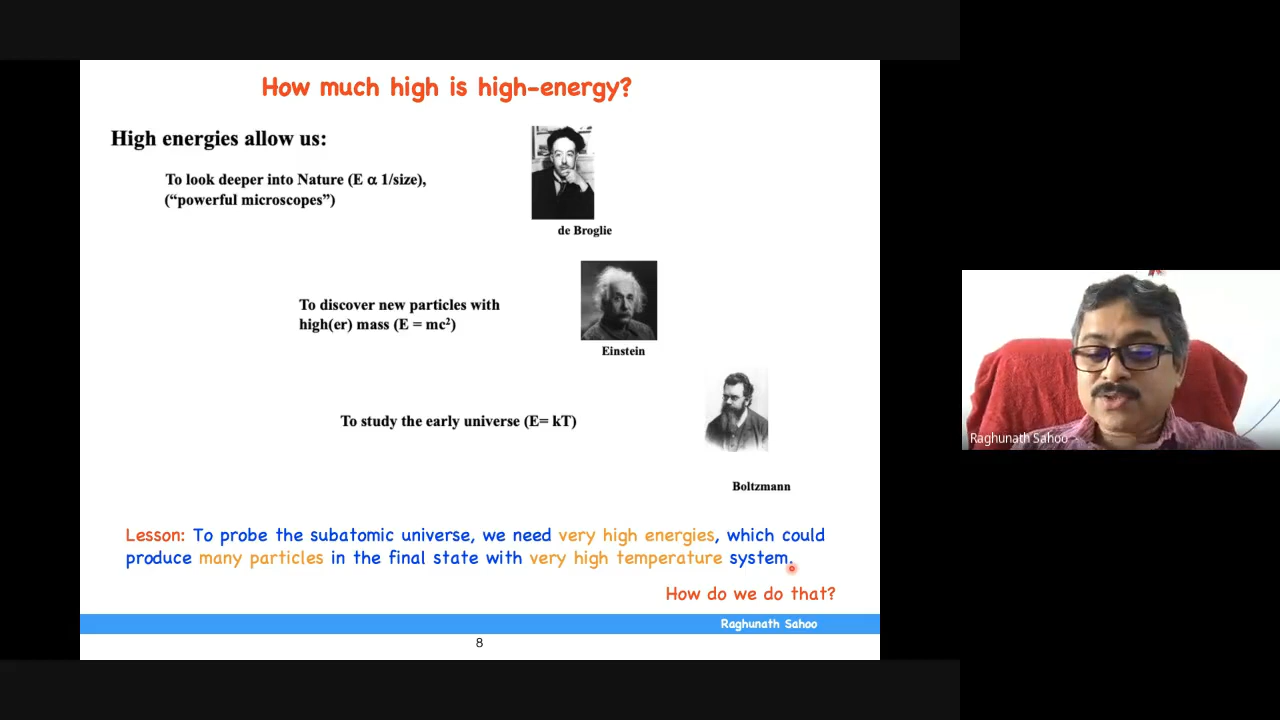 How much high is high-energy?
High energies allow us:
To look deeper into Nature (E α 1/size),
(“powerful microscopes”)
de Broglie
To discover new particles with
high(er) mass (E = mc²)
Einstein
To study the early universe (E= kT)
Boltzmann
Lesson: To probe the subatomic universe, we need very high energies, which could
produce many particles in the final state with very high temperature system.
How do we do that?
Raghunath Sahoo
8
Raghunath Sahoo